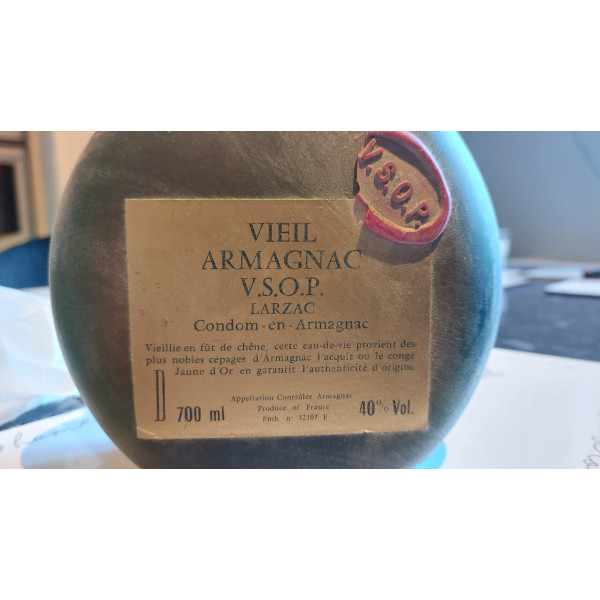 V.S.O.P.
VIEIL
ARMAGNAC
V.S.O.P.
LARZAC
Condom-en-Armagnac
Vieillie en fût de chêne, cette eau-de-vie provient des
plus nobles cépages d'Armagnac l'acquit ou le congé
Jaune d'Or en garantit l'authenticité d'origine
D 700 ml
Appellation Contrôlée Armagnac
Produce of France
Emb. n° 32107 E
40% Vol.